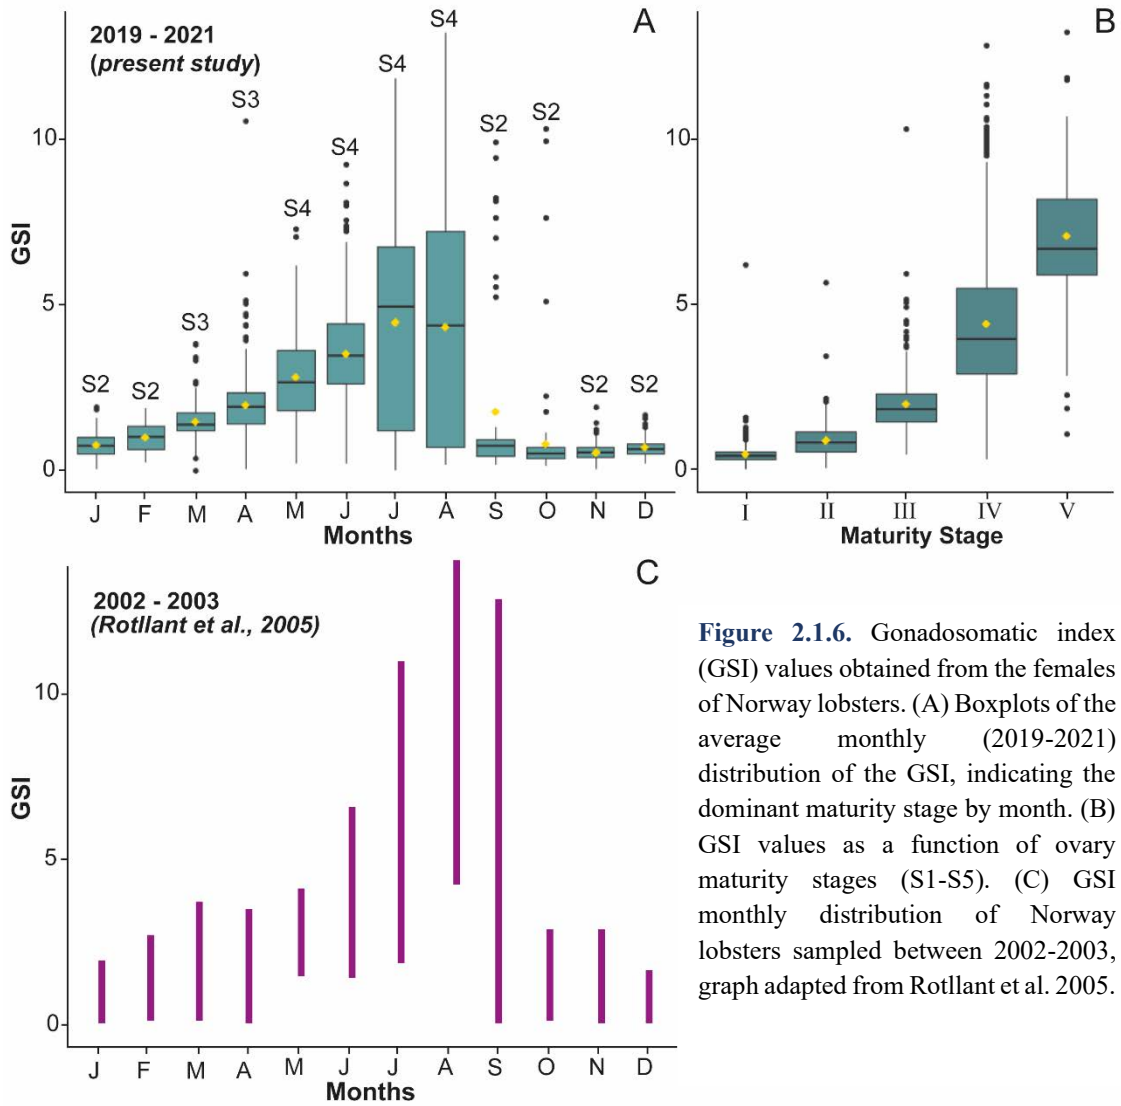 2019 - 2021
(present study)
A
GSI
10
5
0
S2
S2
S3
S3
S4
S4
S4
S4
S2
S2
S2
S2
J F M A M J J A S O N D
Months
B
10
5
0
I II III IV V
Maturity Stage
2002 - 2003
(Rotllant et al., 2005)
C
GSI
10
5
0
J F M A M J J A S O N D
Months
Figure 2.1.6. Gonadosomatic index
(GSI) values obtained from the females
of Norway lobsters. (A) Boxplots of the
average monthly (2019-2021)
distribution of the GSI, indicating the
dominant maturity stage by month. (B)
GSI values as a function of ovary
maturity stages (S1-S5). (C) GSI
monthly distribution of Norway
lobsters sampled between 2002-2003,
graph adapted from Rotllant et al. 2005.